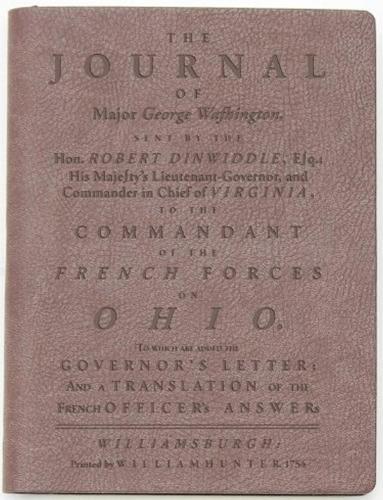 THE
JOURNAL
OF
Major George Waſhington,
SENT BY THE
Hon. ROBERT DINWIDDLE, Eſq.;
His Majeſty's Lieutenant-Governor, and
Commander in Chief of VIRGINIA,
TO THE
COMMANDANT
OF THE
FRENCH FORCES
ON
OHIO.
TO WHICH ARE ADDED, THE
GOVERNOR'S LETTER;
AND A TRANSLATION OF THE
FRENCH OFFICER'S ANSWERS
WILLIAMSBURGH:
Printed by WILLIAM HUNTER. 1754